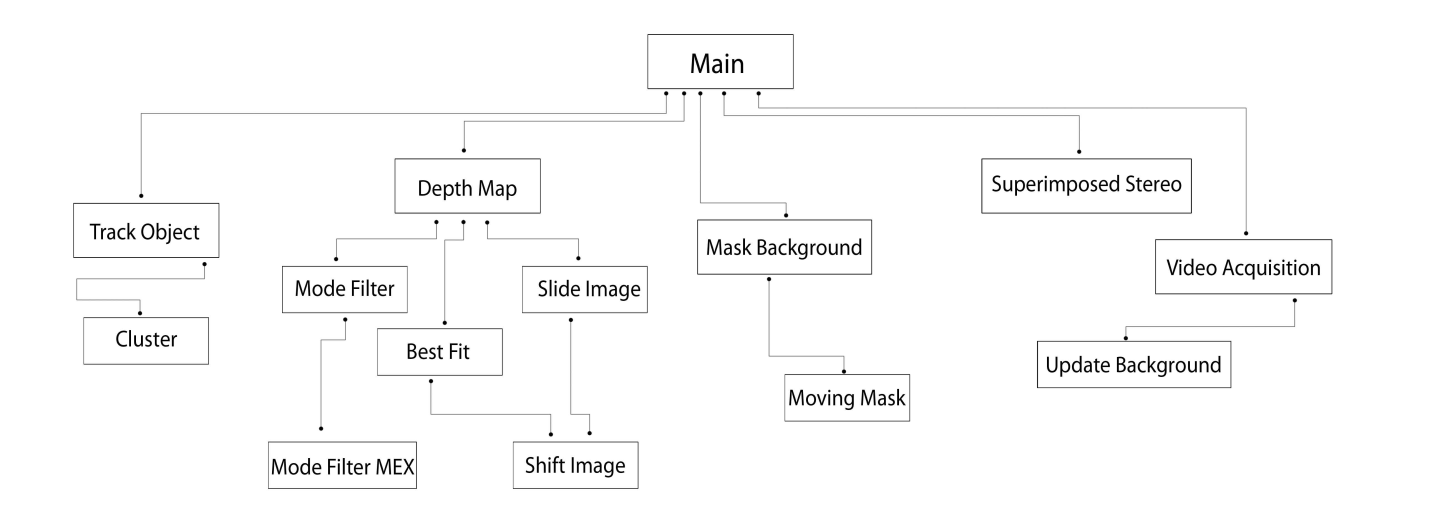 Main
Depth Map
Superimposed Stereo
Track Object
Mask Background
Video Acquisition
Mode Filter
Slide Image
Cluster
Best Fit
Update Background
Moving Mask
Mode Filter MEX
Shift Image